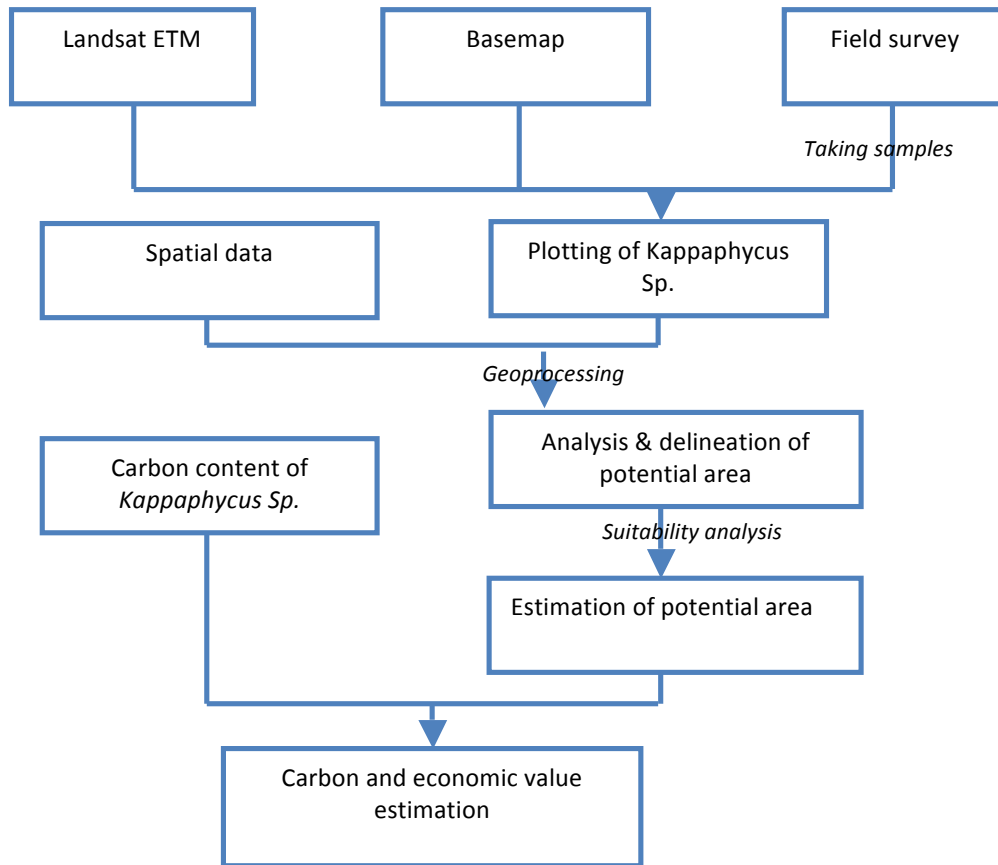 Landsat ETM
Basemap
Field survey
Taking samples
Spatial data
Plotting of Kappaphycus
Sp.
Geoprocessing
Carbon content of
Kappaphycus Sp.
Analysis & delineation of
potential area
Suitability analysis
Estimation of potential area
Carbon and economic value
estimation